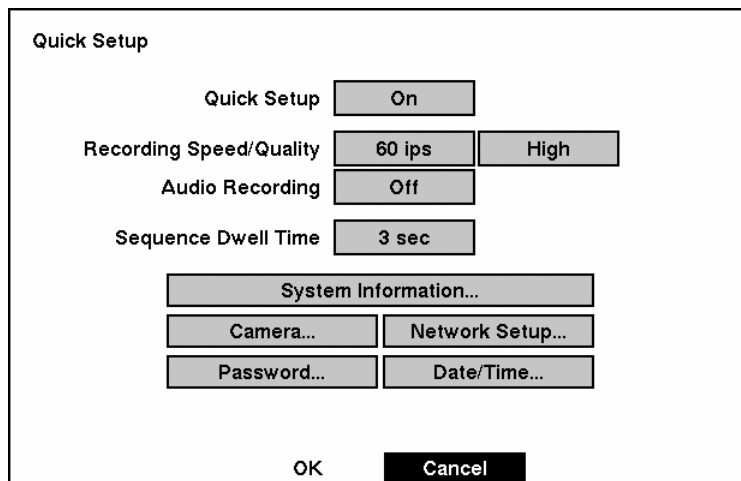 Quick Setup
Quick Setup On
Recording Speed/Quality 60 ips High
Audio Recording Off
Sequence Dwell Time 3 sec
System Information...
Camera... Network Setup...
Password... Date/Time...
OK Cancel